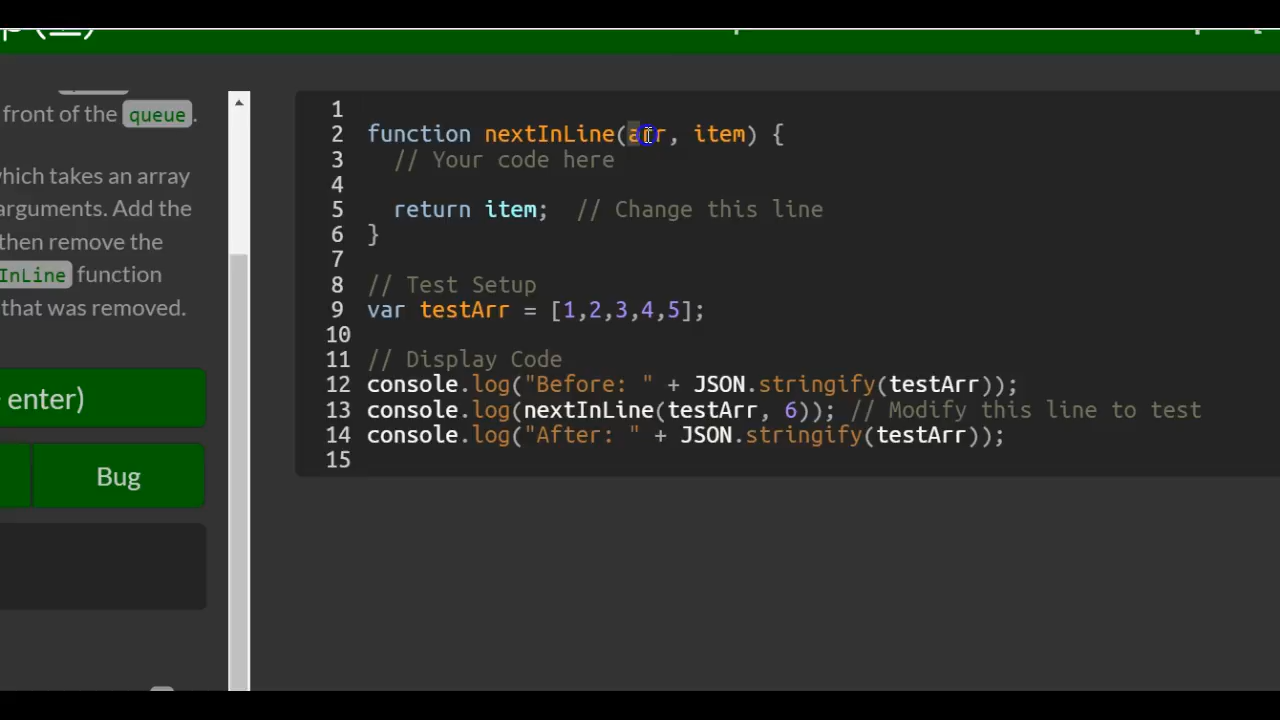 front of the queue.
which takes an array
arguments. Add the
then remove the
InLine function
that was removed.
enter)
Bug
1
2 function nextInLine(arr, item) {
3 // Your code here
4
5 return item; // Change this line
6 }
7
8 // Test Setup
9 var testArr = [1,2,3,4,5];
10
11 // Display Code
12 console.log("Before: " + JSON.stringify(testArr));
13 console.log(nextInLine(testArr, 6)); // Modify this line to test
14 console.log("After: " + JSON.stringify(testArr));
15